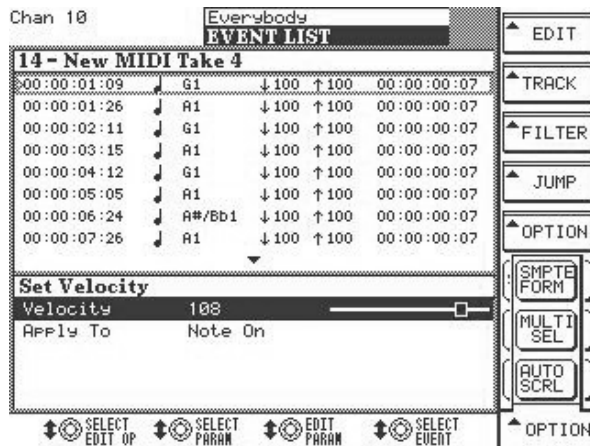 Chan 10
Everybody
EVENT LIST
14 - New MIDI Take 4
00:00:01:09 G1 ↓100 ↑100 00:00:00:07
00:00:01:26 A1 ↓100 ↑100 00:00:00:07
00:00:02:11 G1 ↓100 ↑100 00:00:00:07
00:00:03:15 A1 ↓100 ↑100 00:00:00:07
00:00:04:12 G1 ↓100 ↑100 00:00:00:07
00:00:05:05 A1 ↓100 ↑100 00:00:00:07
00:00:06:24 A#/Bb1 ↓100 ↑100 00:00:00:07
00:00:07:26 A1 ↓100 ↑100 00:00:00:07
Set Velocity
Velocity 108
Apply To Note On
SELECT EDIT OP
SELECT PARAM
EDIT PARAM
SELECT EVENT
EDIT
TRACK
FILTER
JUMP
OPTION
SMPTE
FORM
MULTI
SEL
AUTO
SCRL
OPTION